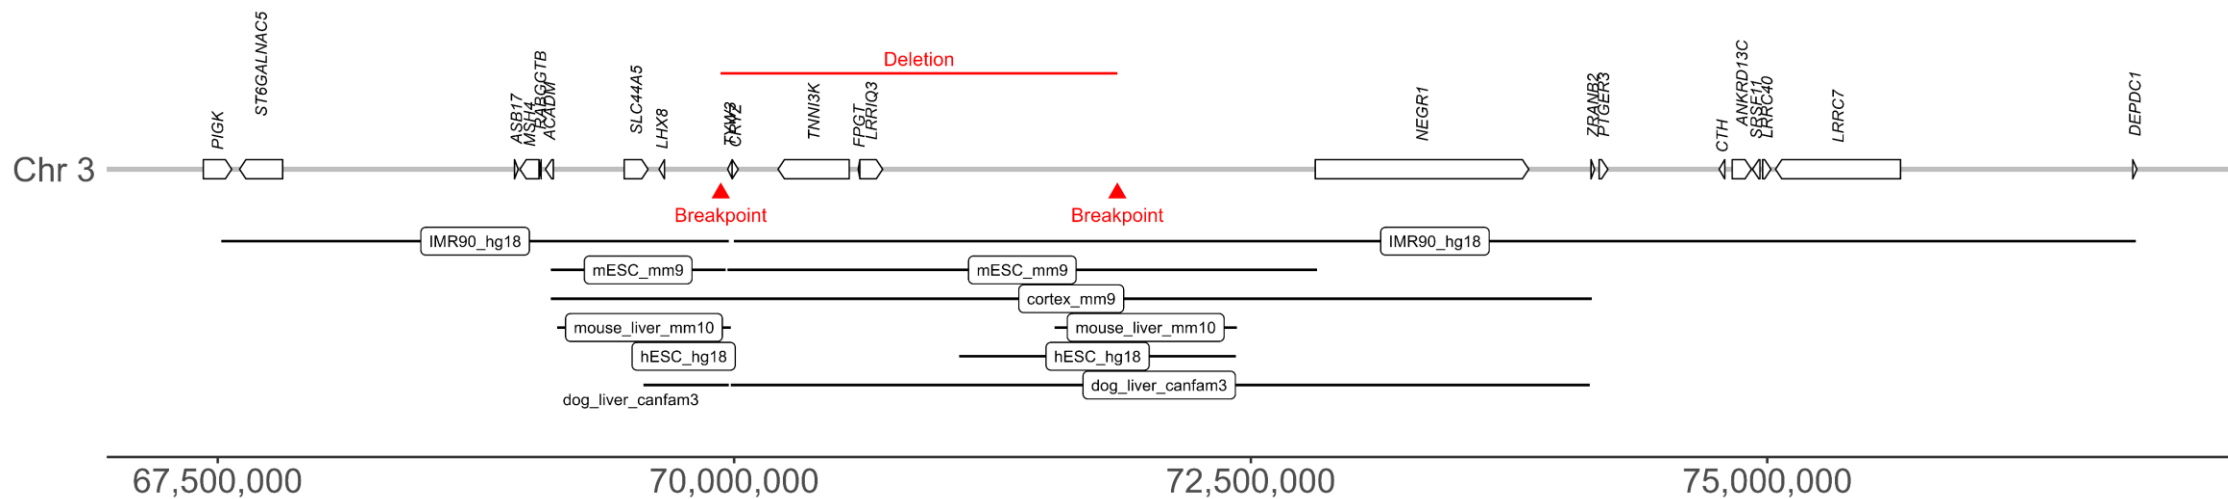 PIGK
ST6GALNAC5
ASB17
MSH4
RABGGTB
ACADM
SLC44A5
LHX8
TYW3
CRYZ
TNNI3K
FPGT
LRRIQ3
Deletion
NEGR1
ZRANB2
PTGER3
CTH
ANKRD13C
SRSF11
LRRC40
LRRC7
DEPDC1
Chr 3
Breakpoint
Breakpoint
IMR90_hg18
IMR90_hg18
mESC_mm9
mESC_mm9
cortex_mm9
mouse_liver_mm10
mouse_liver_mm10
hESC_hg18
hESC_hg18
dog_liver_canfam3
dog_liver_canfam3
67,500,000
70,000,000
72,500,000
75,000,000